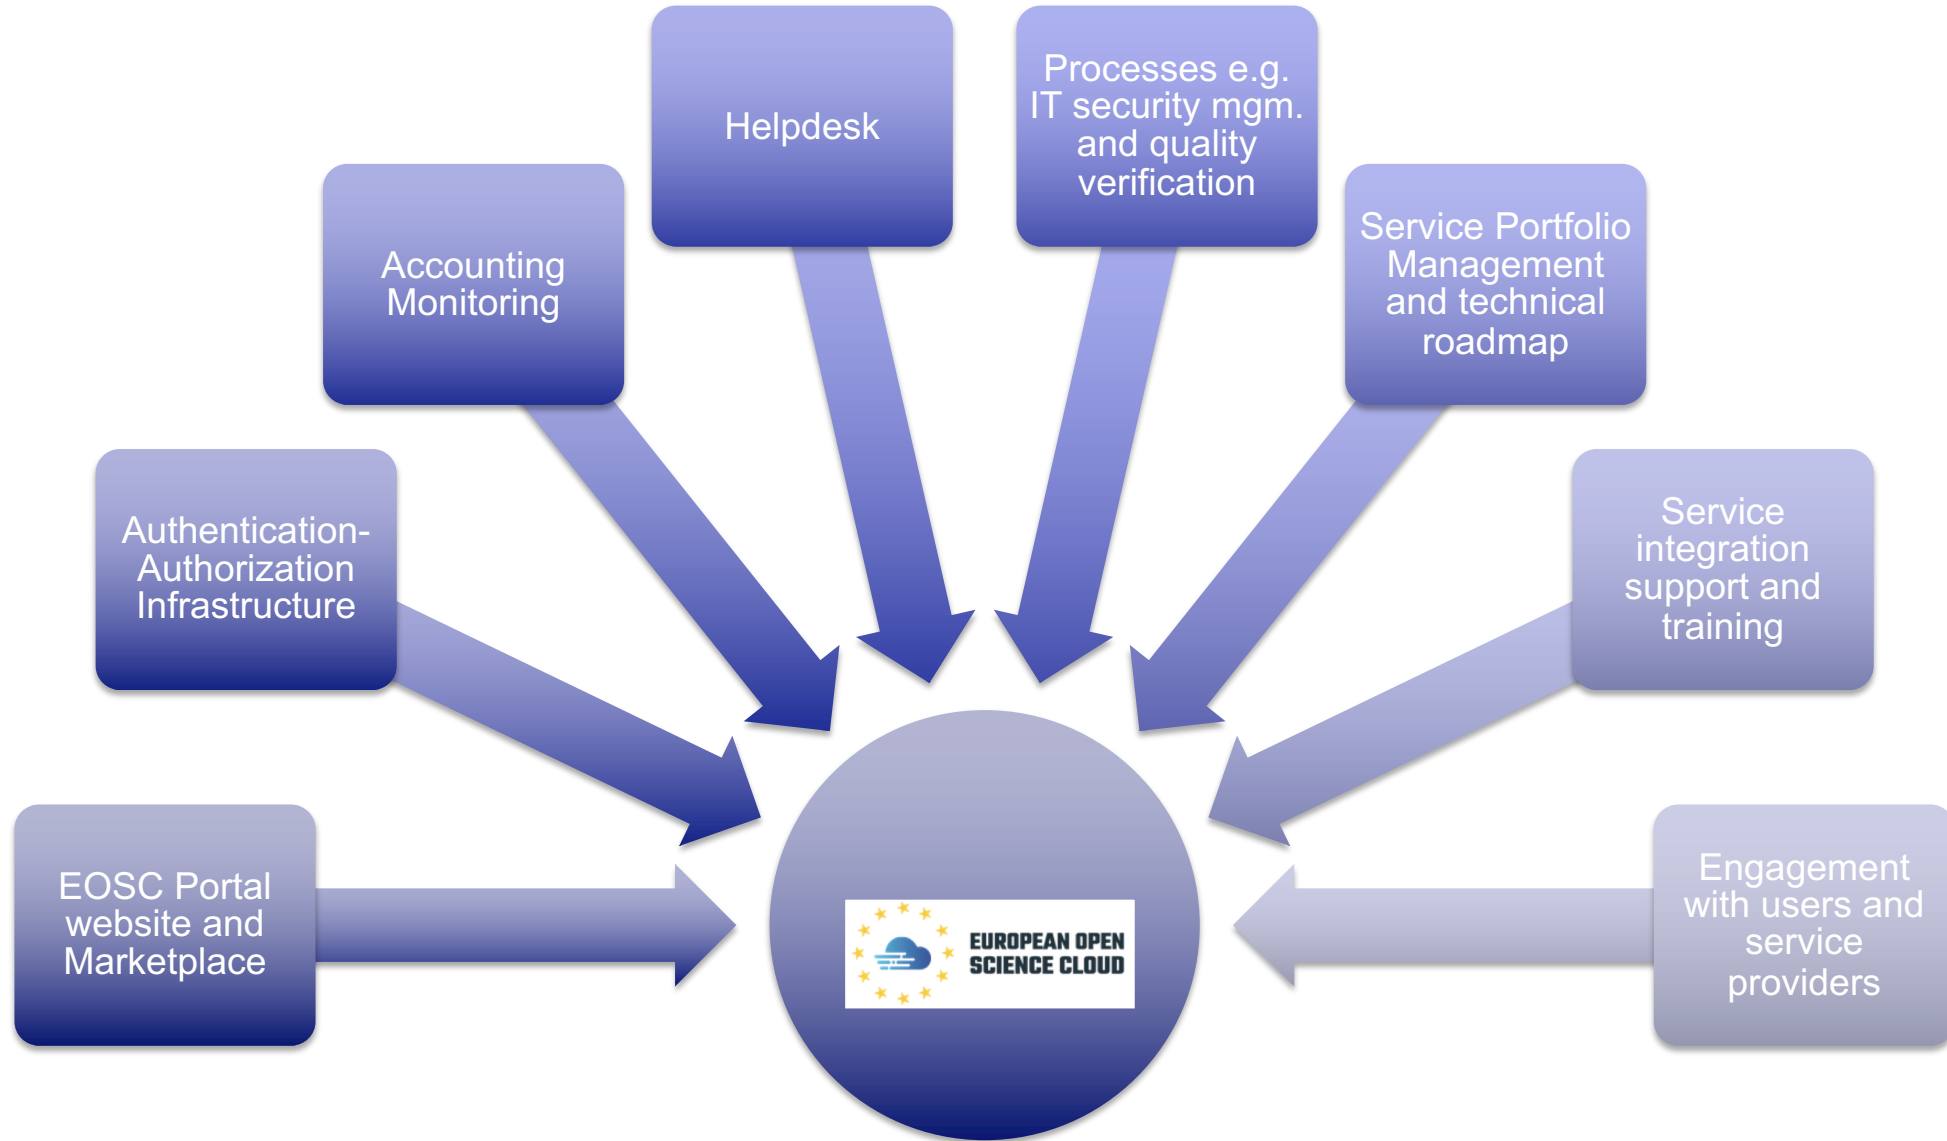 Helpdesk
Processes e.g.
IT security mgm.
and quality
verification
Accounting
Monitoring
Service Portfolio
Management
and technical
roadmap
Authentication-
Authorization
Infrastructure
Service
integration
support and
training
EOSC Portal
website and
Marketplace
EUROPEAN OPEN
SCIENCE CLOUD
Engagement
with users and
service
providers